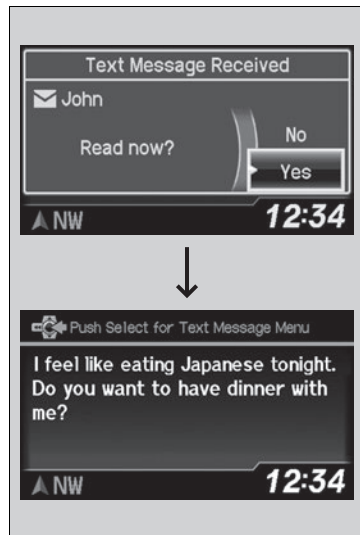 Text Message Received
John
Read now?
No
Yes
NW
12:34
Push Select for Text Message Menu
I feel like eating Japanese tonight.
Do you want to have dinner with
me?
NW
12:34